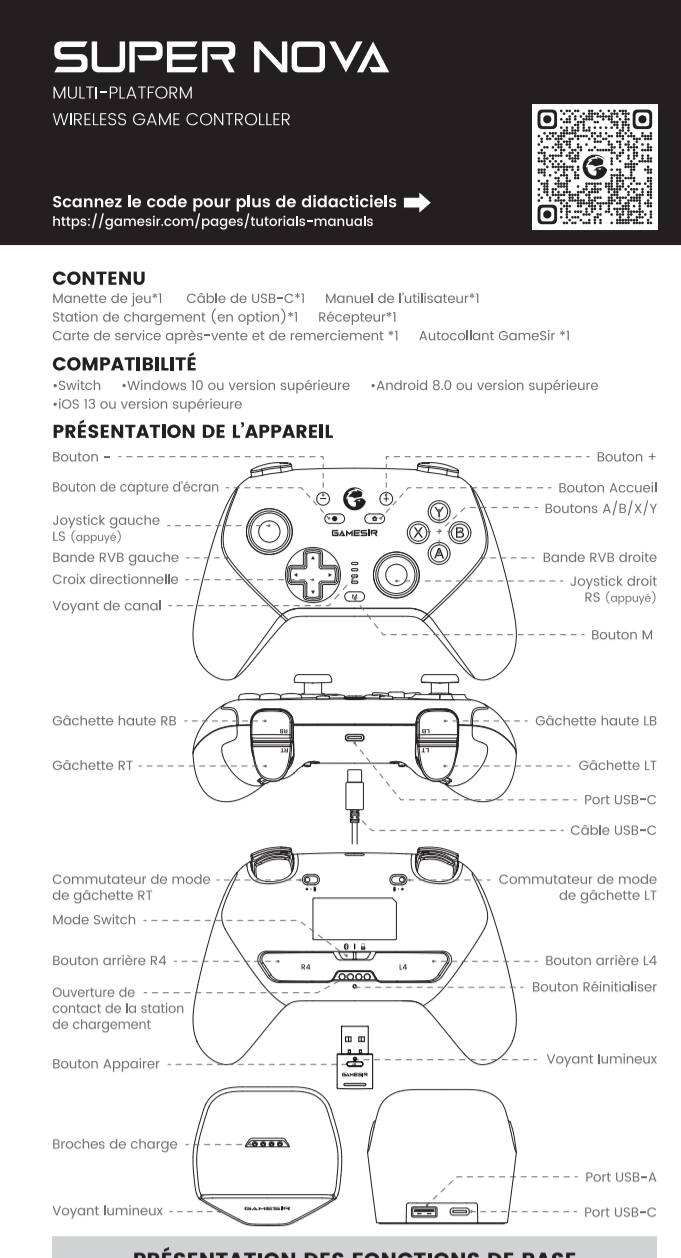 SUPER NOVA
MULTI-PLATFORM
WIRELESS GAME CONTROLLER
Scannez le code pour plus de didacticiels
https://gamesir.com/pages/tutorials-manuals
CONTENU
Manette de jeu*1 Câble de USB-C*1 Manuel de l'utilisateur*1
Station de chargement (en option)*1 Récepteur*1
Carte de service après-vente et de remerciement *1 Autocollant GameSir *1
COMPATIBILITÉ
•Switch •Windows 10 ou version supérieure •Android 8.0 ou version supérieure
•iOS 13 ou version supérieure
PRÉSENTATION DE L'APPAREIL
Bouton -
Bouton +
Bouton de capture d'écran
Bouton Accueil
Boutons A/B/X/Y
Joystick gauche
LS (appuyé)
Bande RVB gauche
Bande RVB droite
Croix directionnelle
Joystick droit
RS (appuyé)
Voyant de canal
Bouton M
GAMESIR
Y
X
B
A
M
Gâchette haute RB
Gâchette haute LB
RB
LB
RT
LT
Gâchette RT
Gâchette LT
Port USB-C
Câble USB-C
Commutateur de mode
de gâchette RT
Commutateur de mode
de gâchette LT
Mode Switch
Bouton arrière R4
R4
L4
Bouton arrière L4
Ouverture de
contact de la station
de chargement
Bouton Réinitialiser
Bouton Appairer
GAMESIR
Voyant lumineux
Broches de charge
Port USB-A
Voyant lumineux
GAMESIR
Port USB-C
PRÉSENTATION DES FONCTIONS DE BASE